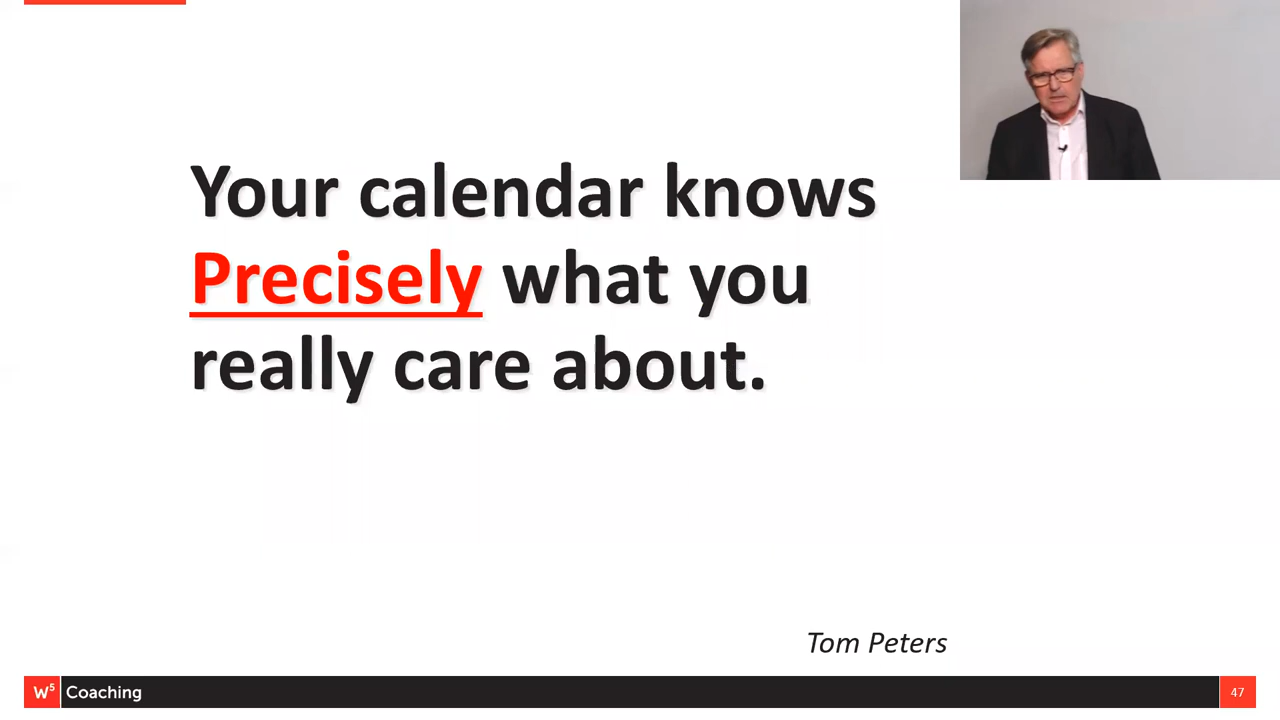 Your calendar knows
Precisely what you
really care about.
Tom Peters
W⁵ Coaching
47